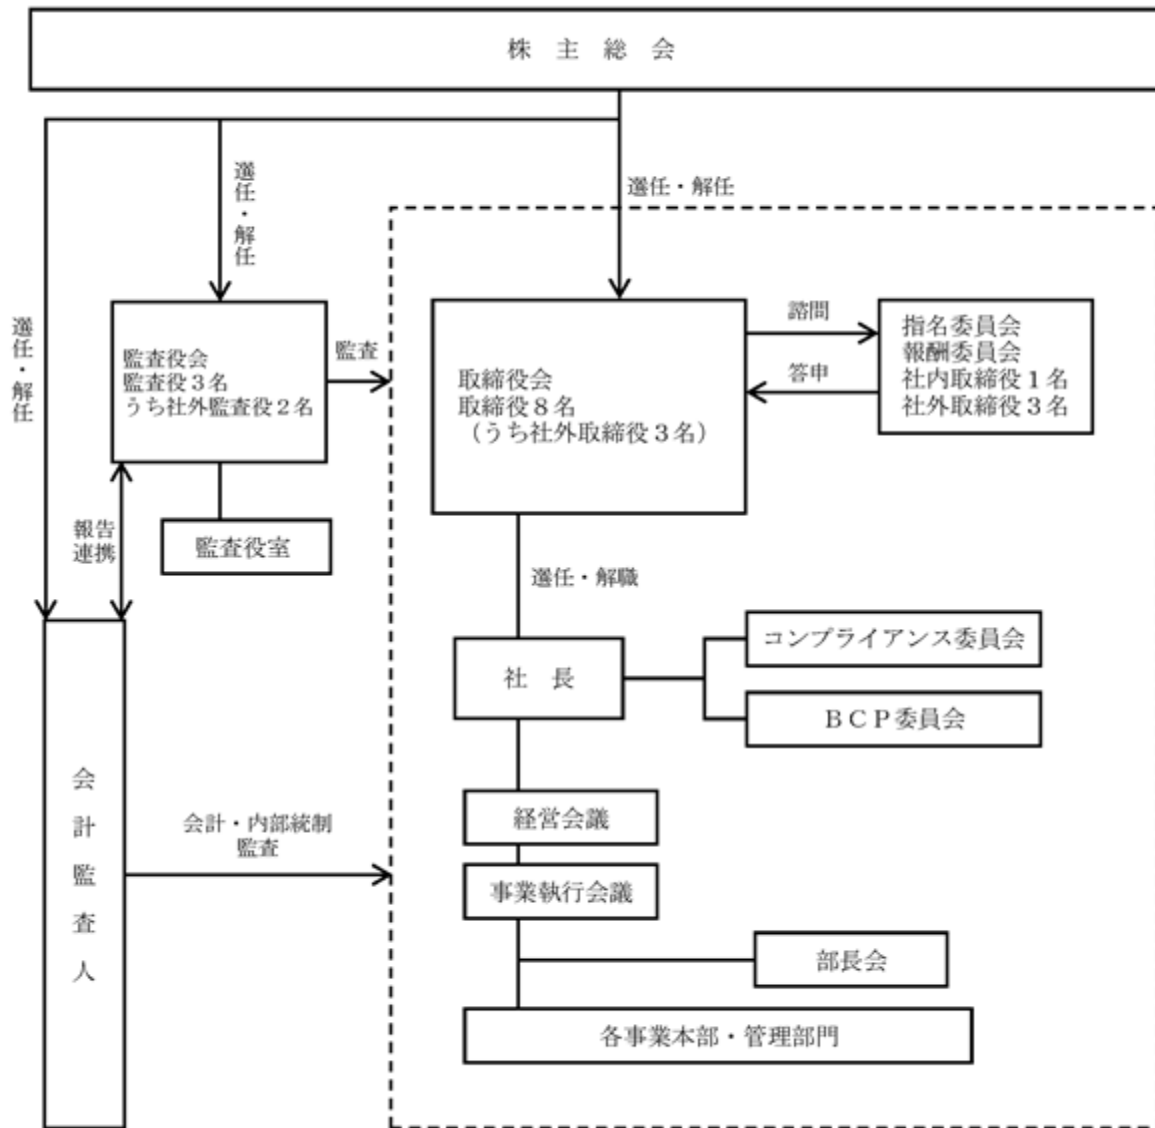 株　主　総　会
選任・解任
選任・解任
選任・解任
監査役会
監査役３名
うち社外監査役２名
監査
取締役会
取締役８名
（うち社外取締役３名）
諮問
答申
指名委員会
報酬委員会
社内取締役１名
社外取締役３名
報告
連携
監査役室
選任・解職
社　長
コンプライアンス委員会
ＢＣＰ委員会
会計監査人
会計・内部統制
監査
経営会議
事業執行会議
部長会
各事業本部・管理部門